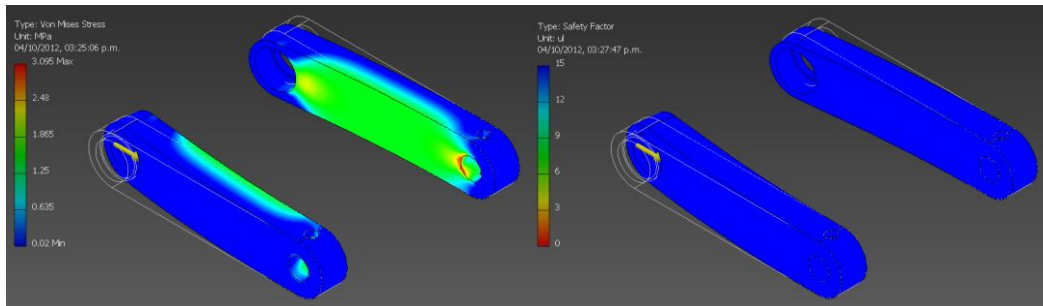 Type: Von Mises Stress
Unit: MPa
04/10/2012, 03:25:06 p.m.
3.095 Max
2.48
1.865
1.25
0.635
0.02 Min
Type: Safety Factor
Unit: ul
04/10/2012, 03:27:47 p.m.
15
12
9
6
3
0